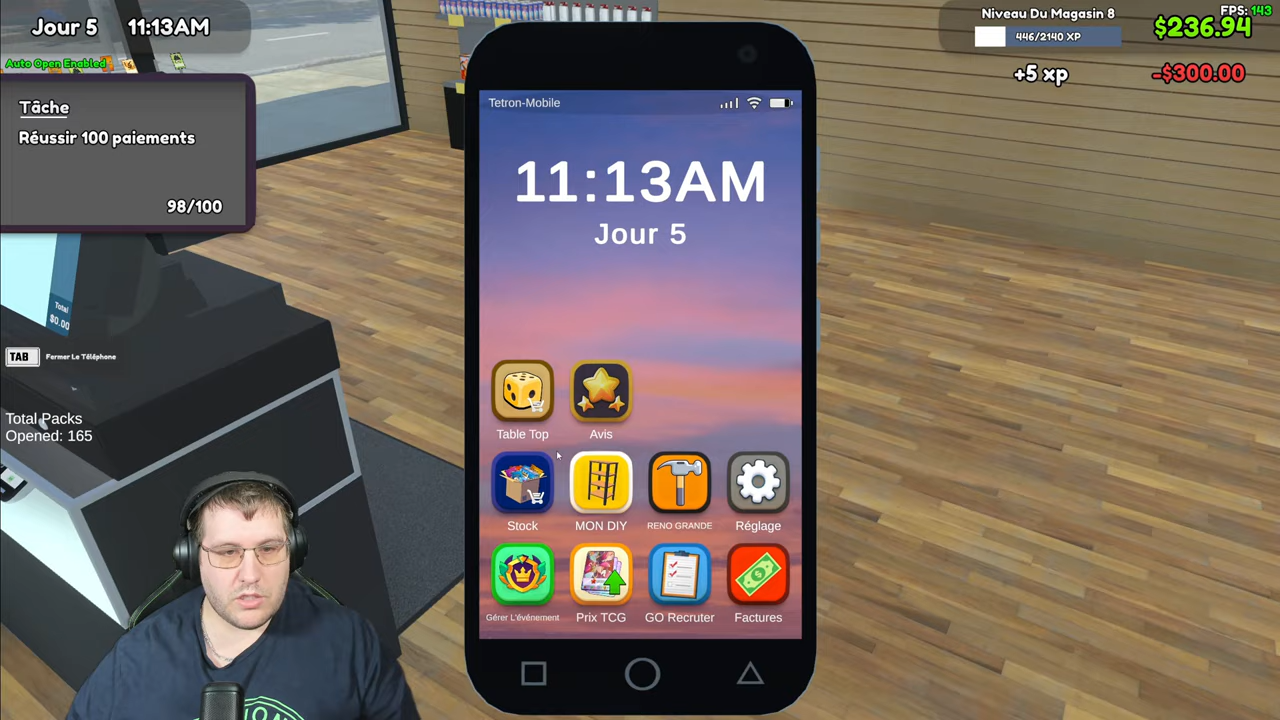 Jour 5 11:13AM
Auto Open Enabled
Tâche
Réussir 100 paiements
98/100
Total
$0.00
TAB Fermer Le Téléphone
Total Packs
Opened: 165
Tetron-Mobile
11:13AM
Jour 5
Table Top
Avis
Stock
MON DIY
RENO GRANDE
Réglage
Gérer L'événement
Prix TCG
GO Recruter
Factures
FPS: 143
Niveau Du Magasin 8
$236.94
446/2140 XP
+5 xp
-$300.00